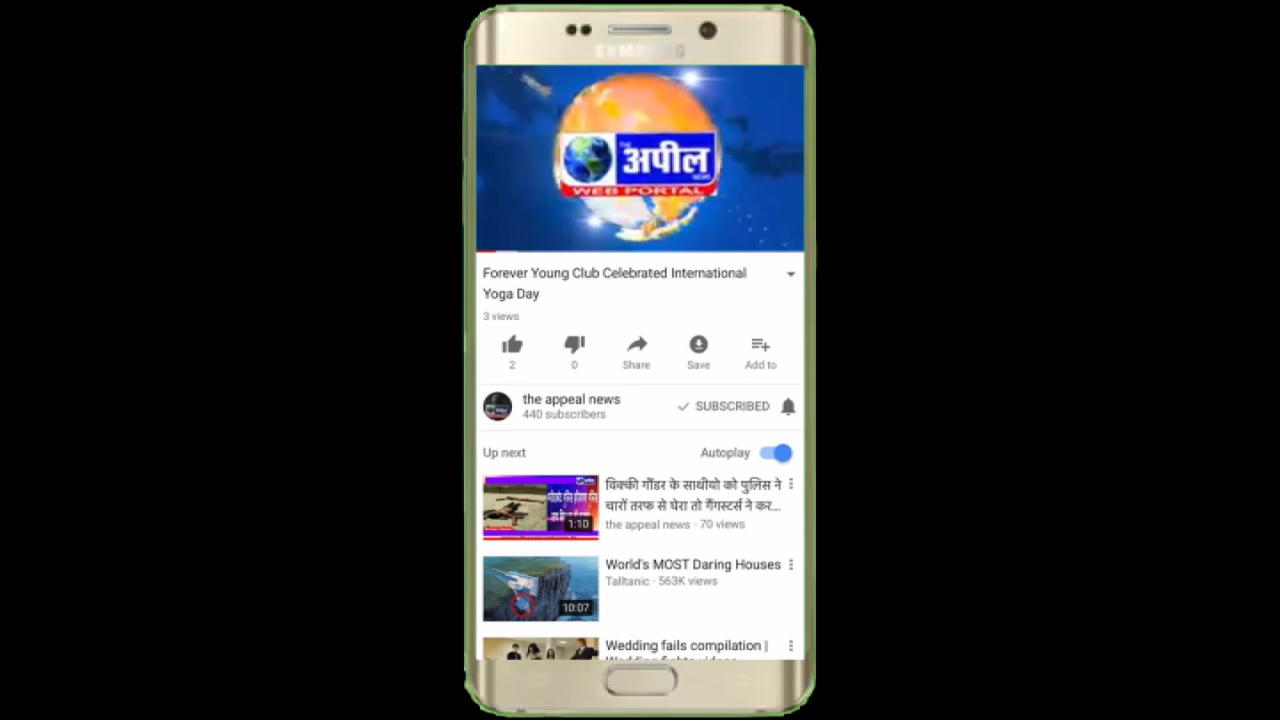 SAMSUNG
THE
अपील
NEWS
WEB PORTAL
Forever Young Club Celebrated International
Yoga Day
3 views
2
0
Share
Save
Add to
the appeal news
440 subscribers
SUBSCRIBED
Up next
Autoplay
विक्की गौंडर के साथीयो को पुलिस ने
चारों तरफ से घेरा तो गैंगस्टर्स ने कर...
the appeal news · 70 views
1:10
World's MOST Daring Houses
Talltanic · 563K views
10:07
Wedding fails compilation |